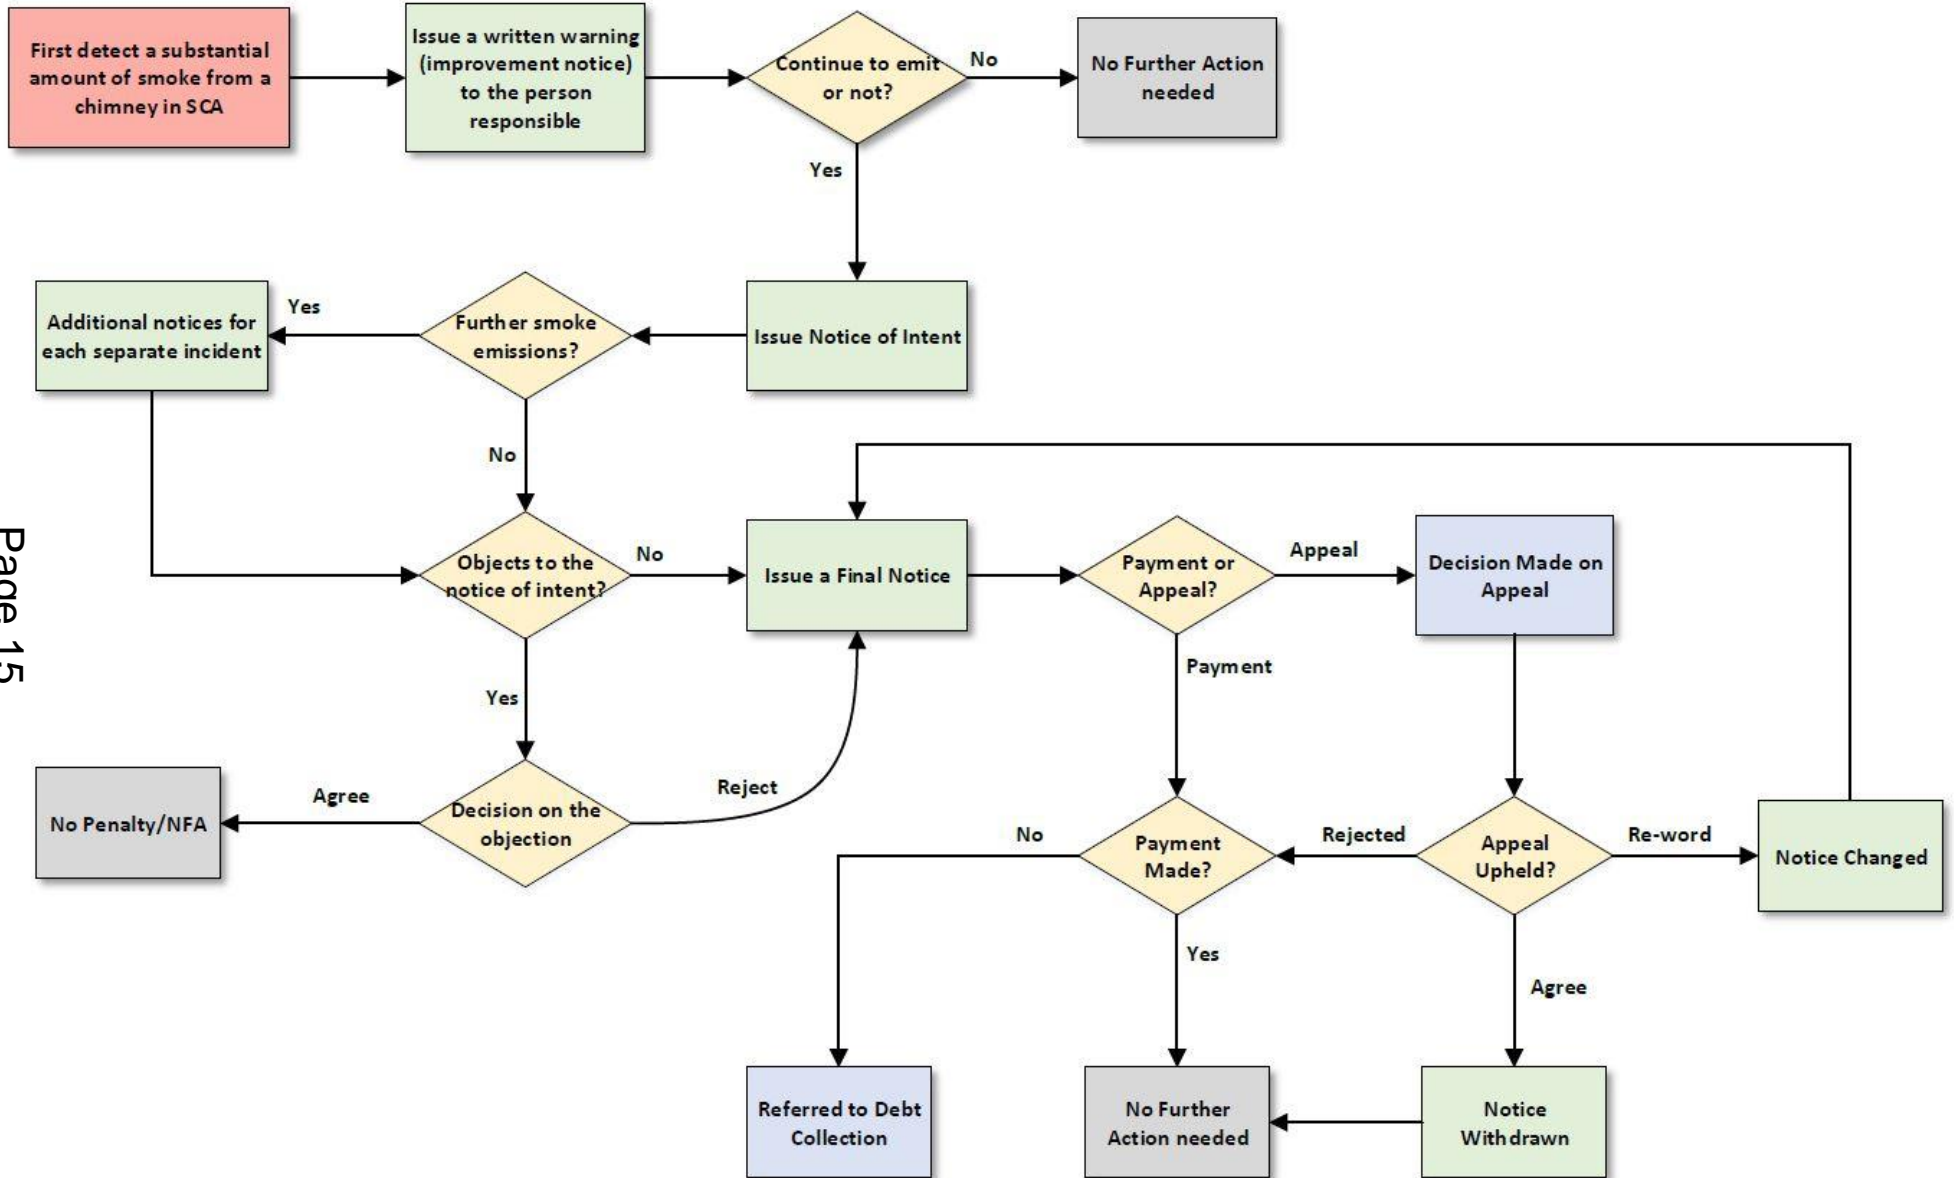 First detect a substantial
amount of smoke from a
chimney in SCA
Issue a written warning
(improvement notice)
to the person
responsible
Continue to emit
or not?
No
No Further Action
needed
Yes
Additional notices for
each separate incident
Yes
Further smoke
emissions?
Issue Notice of Intent
No
Objects to the
notice of intent?
No
Issue a Final Notice
Payment or
Appeal?
Appeal
Decision Made on
Appeal
Page 15
Yes
Payment
No Penalty/NFA
Agree
Decision on the
objection
Reject
No
Payment
Made?
Rejected
Appeal
Upheld?
Re-word
Notice Changed
Yes
Agree
Referred to Debt
Collection
No Further
Action needed
Notice
Withdrawn